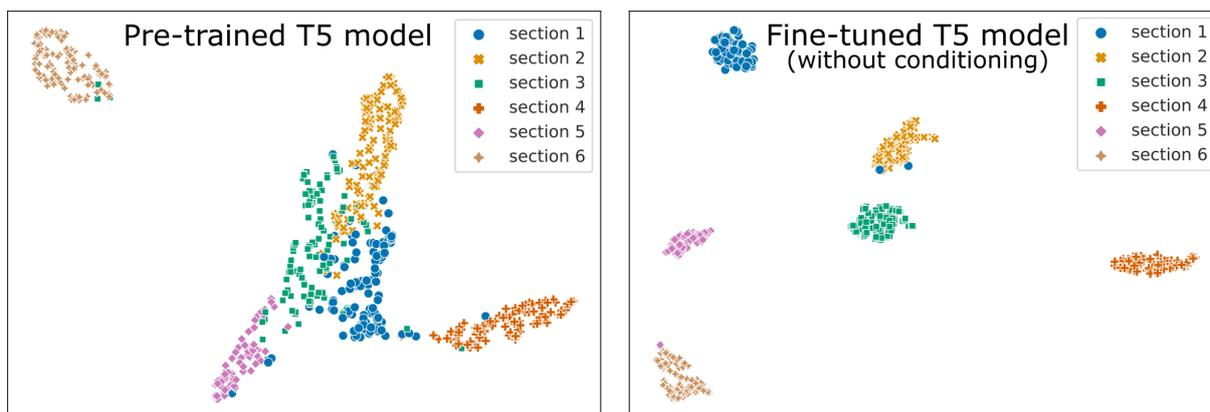 Pre-trained T5 model
section 1
section 2
section 3
section 4
section 5
section 6
Fine-tuned T5 model
(without conditioning)
section 1
section 2
section 3
section 4
section 5
section 6